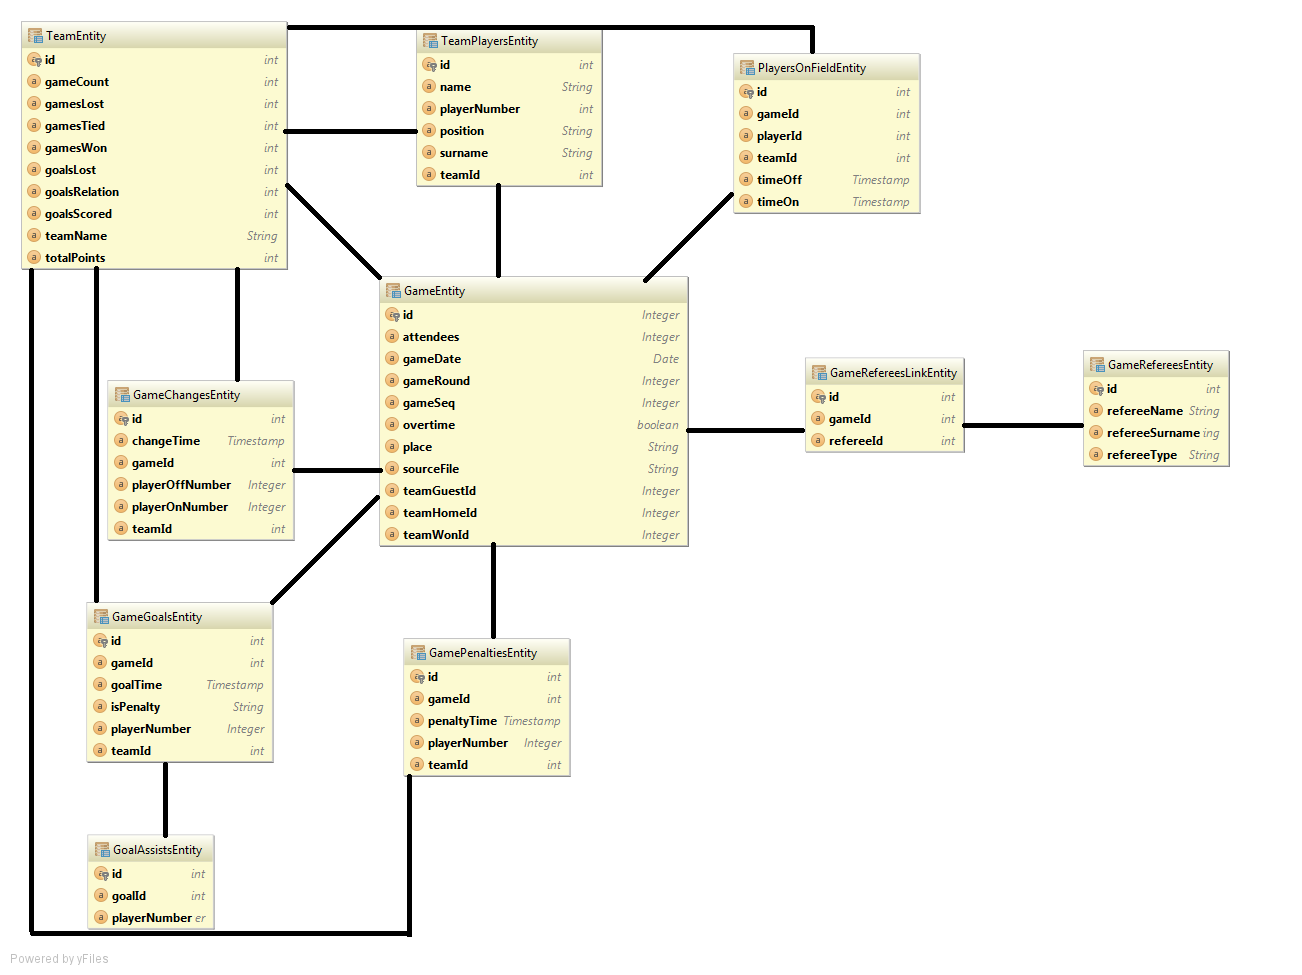 TeamEntity
id int
gameCount int
gamesLost int
gamesTied int
gamesWon int
goalsLost int
goalsRelation int
goalsScored int
teamName String
totalPoints int
TeamPlayersEntity
id int
name String
playerNumber int
position String
surname String
teamId int
PlayersOnFieldEntity
id int
gameId int
playerId int
teamId int
timeOff Timestamp
timeOn Timestamp
GameEntity
id Integer
attendees Integer
gameDate Date
gameRound Integer
gameSeq Integer
overtime boolean
place String
sourceFile String
teamGuestId Integer
teamHomeId Integer
teamWonId Integer
GameRefereesLinkEntity
id int
gameId int
refereeId int
GameRefereesEntity
id int
refereeName String
refereeSurname ing
refereeType String
GameChangesEntity
id int
changeTime Timestamp
gameId int
playerOffNumber Integer
playerOnNumber Integer
teamId int
GameGoalsEntity
id int
gameId int
goalTime Timestamp
isPenalty String
playerNumber Integer
teamId int
GamePenaltiesEntity
id int
gameId int
penaltyTime Timestamp
playerNumber Integer
teamId int
GoalAssistsEntity
id int
goalId int
playerNumber er
Powered by yFiles